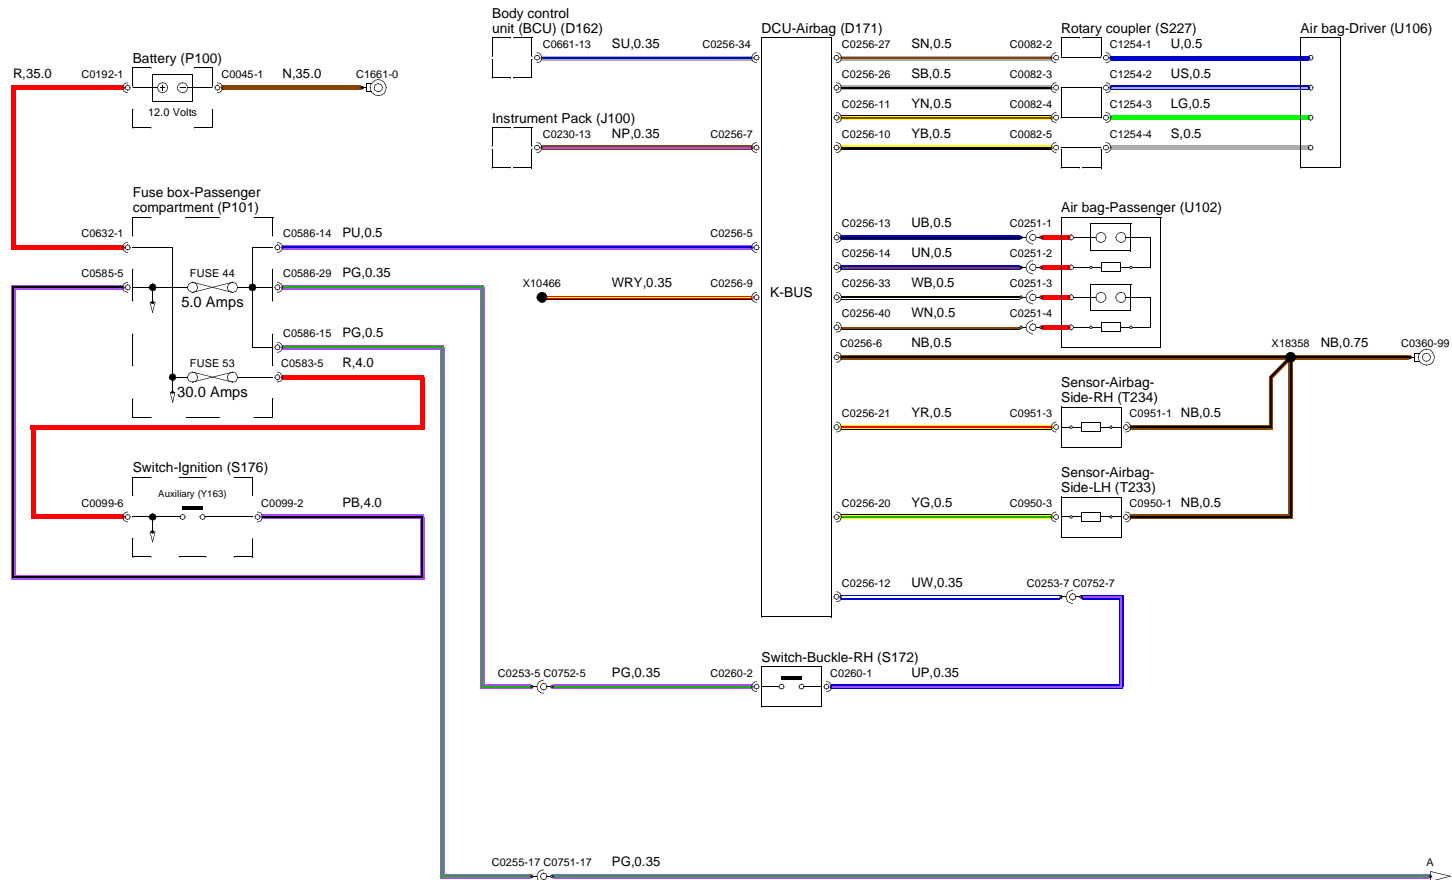 Body control
unit (BCU) (D162)
DCU-Airbag (D171)
Rotary coupler (S227)
Air bag-Driver (U106)
C0661-13 SU,0.35 C0256-34
C0256-27 SN,0.5 C0082-2
C1254-1 U,0.5
Battery (P100)
R,35.0 C0192-1
C0045-1 N,35.0 C1661-0
12.0 Volts
C0256-26 SB,0.5 C0082-3
C1254-2 US,0.5
C0256-11 YN,0.5 C0082-4
C1254-3 LG,0.5
Instrument Pack (J100)
C0230-13 NP,0.35 C0256-7
C0256-10 YB,0.5 C0082-5
C1254-4 S,0.5
Fuse box-Passenger
compartment (P101)
Air bag-Passenger (U102)
C0632-1
C0586-14 PU,0.5 C0256-5
C0256-13 UB,0.5 C0251-1
C0256-14 UN,0.5 C0251-2
C0585-5
FUSE 44
5.0 Amps
C0586-29 PG,0.35
X10466 WRY,0.35 C0256-9
K-BUS
C0256-33 WB,0.5 C0251-3
C0256-40 WN,0.5 C0251-4
C0586-15 PG,0.5
C0256-6 NB,0.5
X18358 NB,0.75 C0360-99
FUSE 53
30.0 Amps
C0583-5 R,4.0
Sensor-Airbag-
Side-RH (T234)
C0256-21 YR,0.5 C0951-3
C0951-1 NB,0.5
Switch-Ignition (S176)
Auxiliary (Y163)
C0099-6
C0099-2 PB,4.0
Sensor-Airbag-
Side-LH (T233)
C0256-20 YG,0.5 C0950-3
C0950-1 NB,0.5
C0256-12 UW,0.35 C0253-7 C0752-7
Switch-Buckle-RH (S172)
C0253-5 C0752-5 PG,0.35 C0260-2
C0260-1 UP,0.35
C0255-17 C0751-17 PG,0.35
A